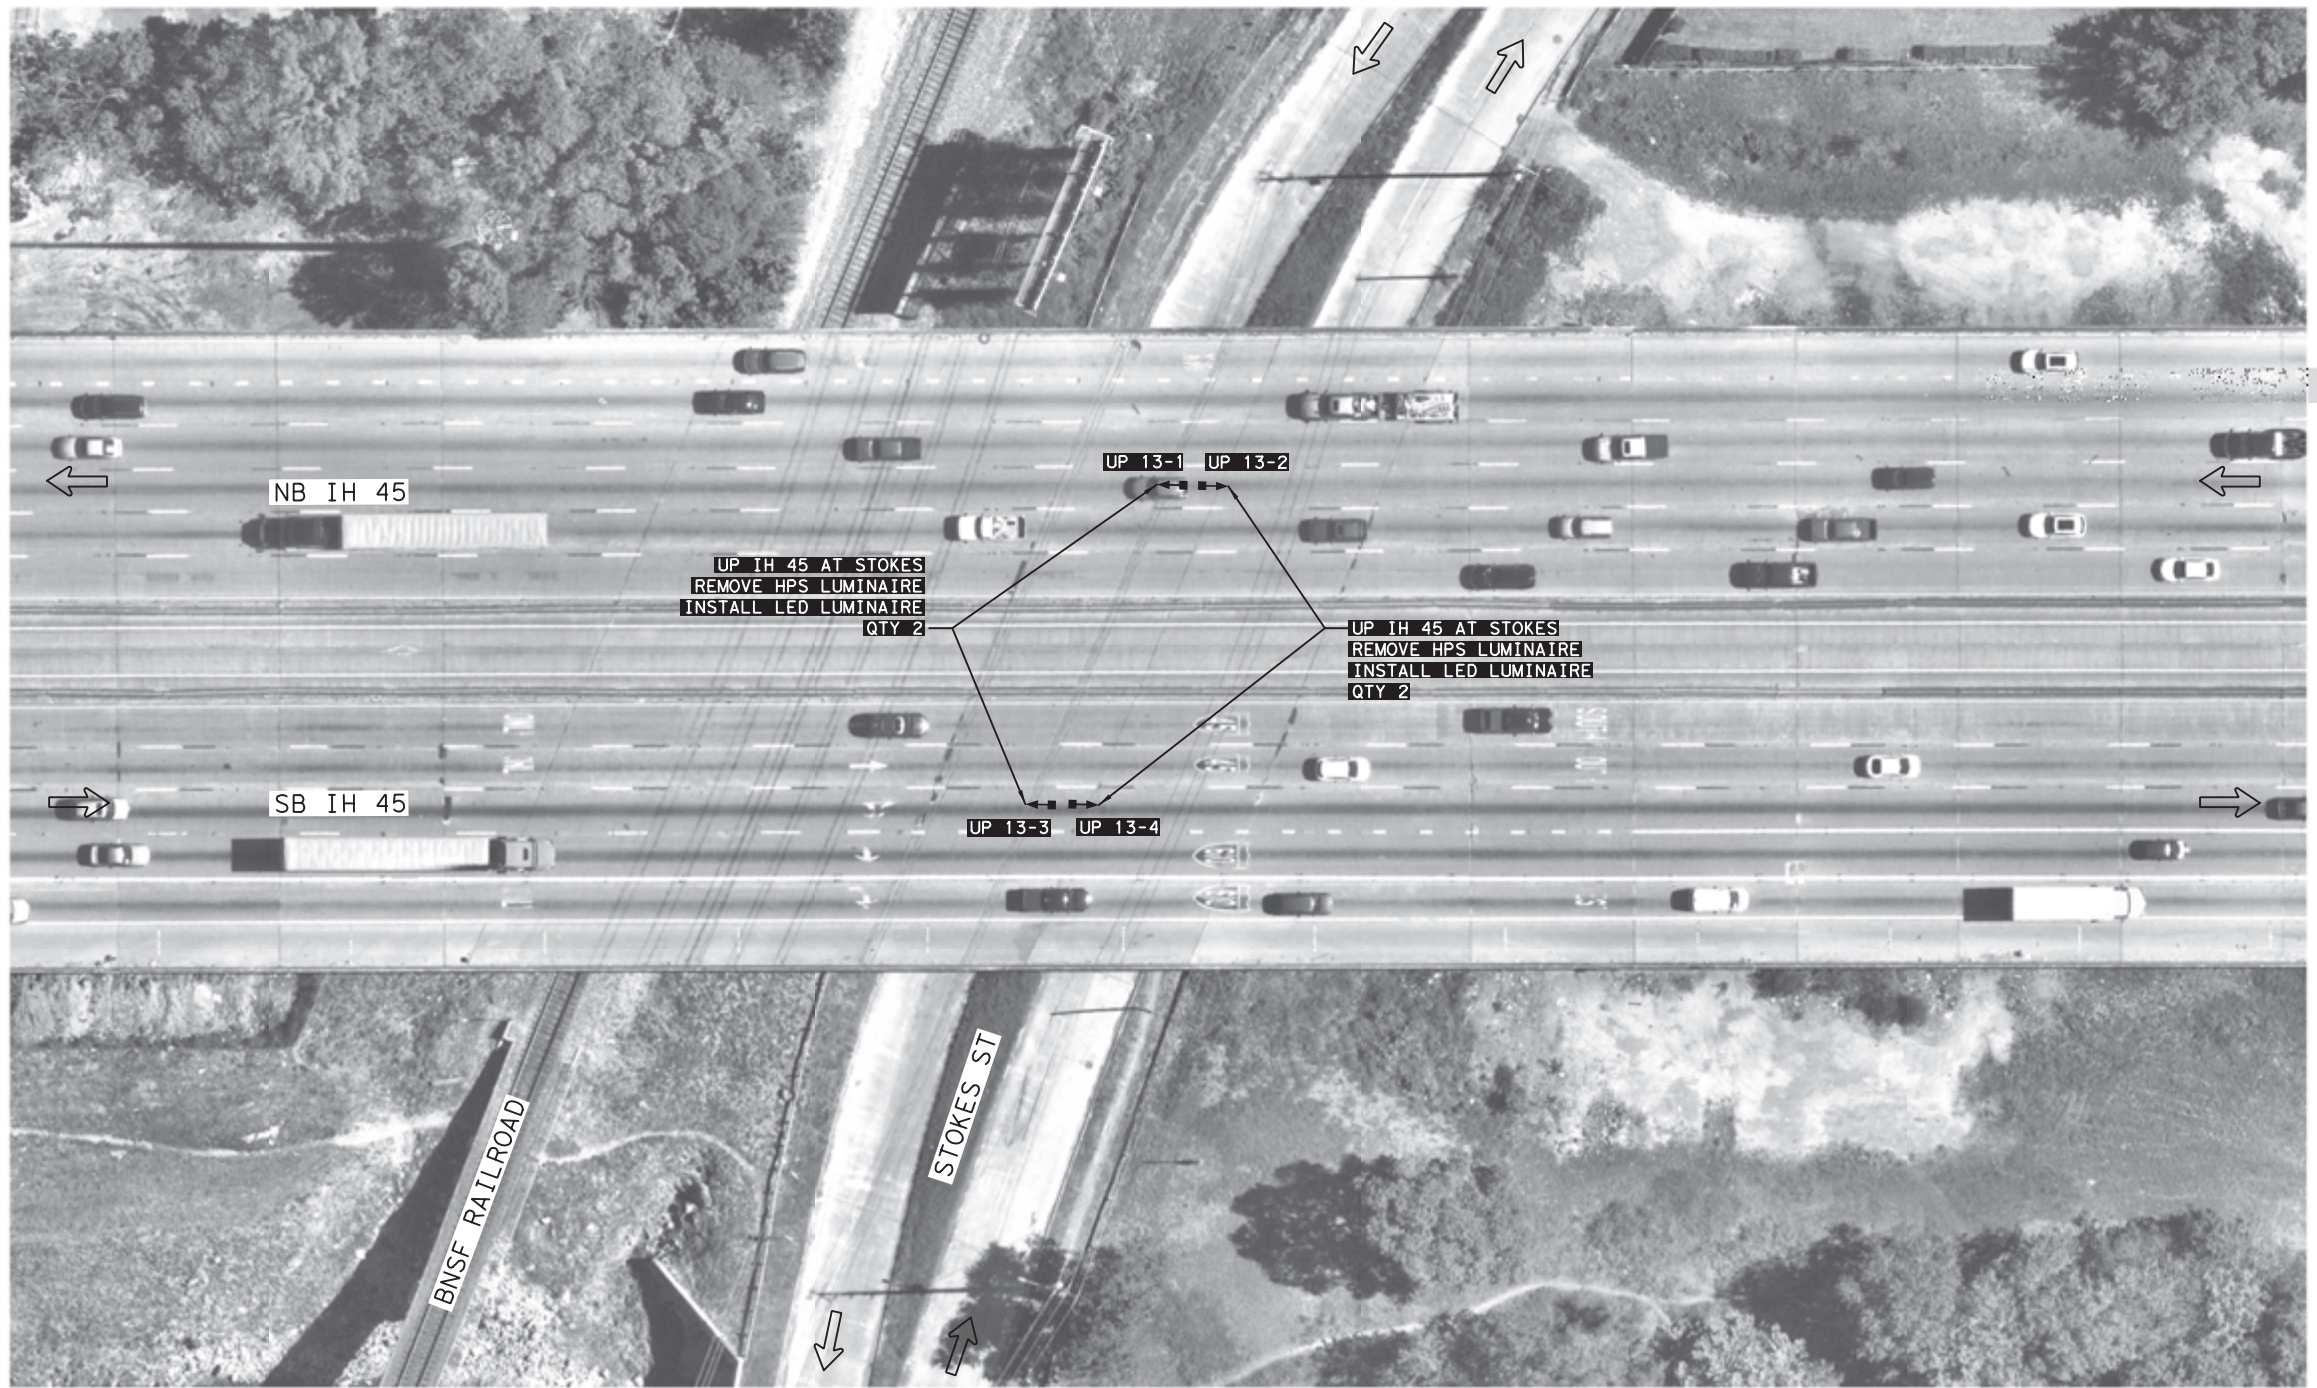 UP 13-1
UP 13-2
NB IH 45
UP IH 45 AT STOKES
REMOVE HPS LUMINAIRE
INSTALL LED LUMINAIRE
QTY 2
UP IH 45 AT STOKES
REMOVE HPS LUMINAIRE
INSTALL LED LUMINAIRE
QTY 2
SB IH 45
UP 13-3
UP 13-4
STOKES ST
BNSF RAILROAD